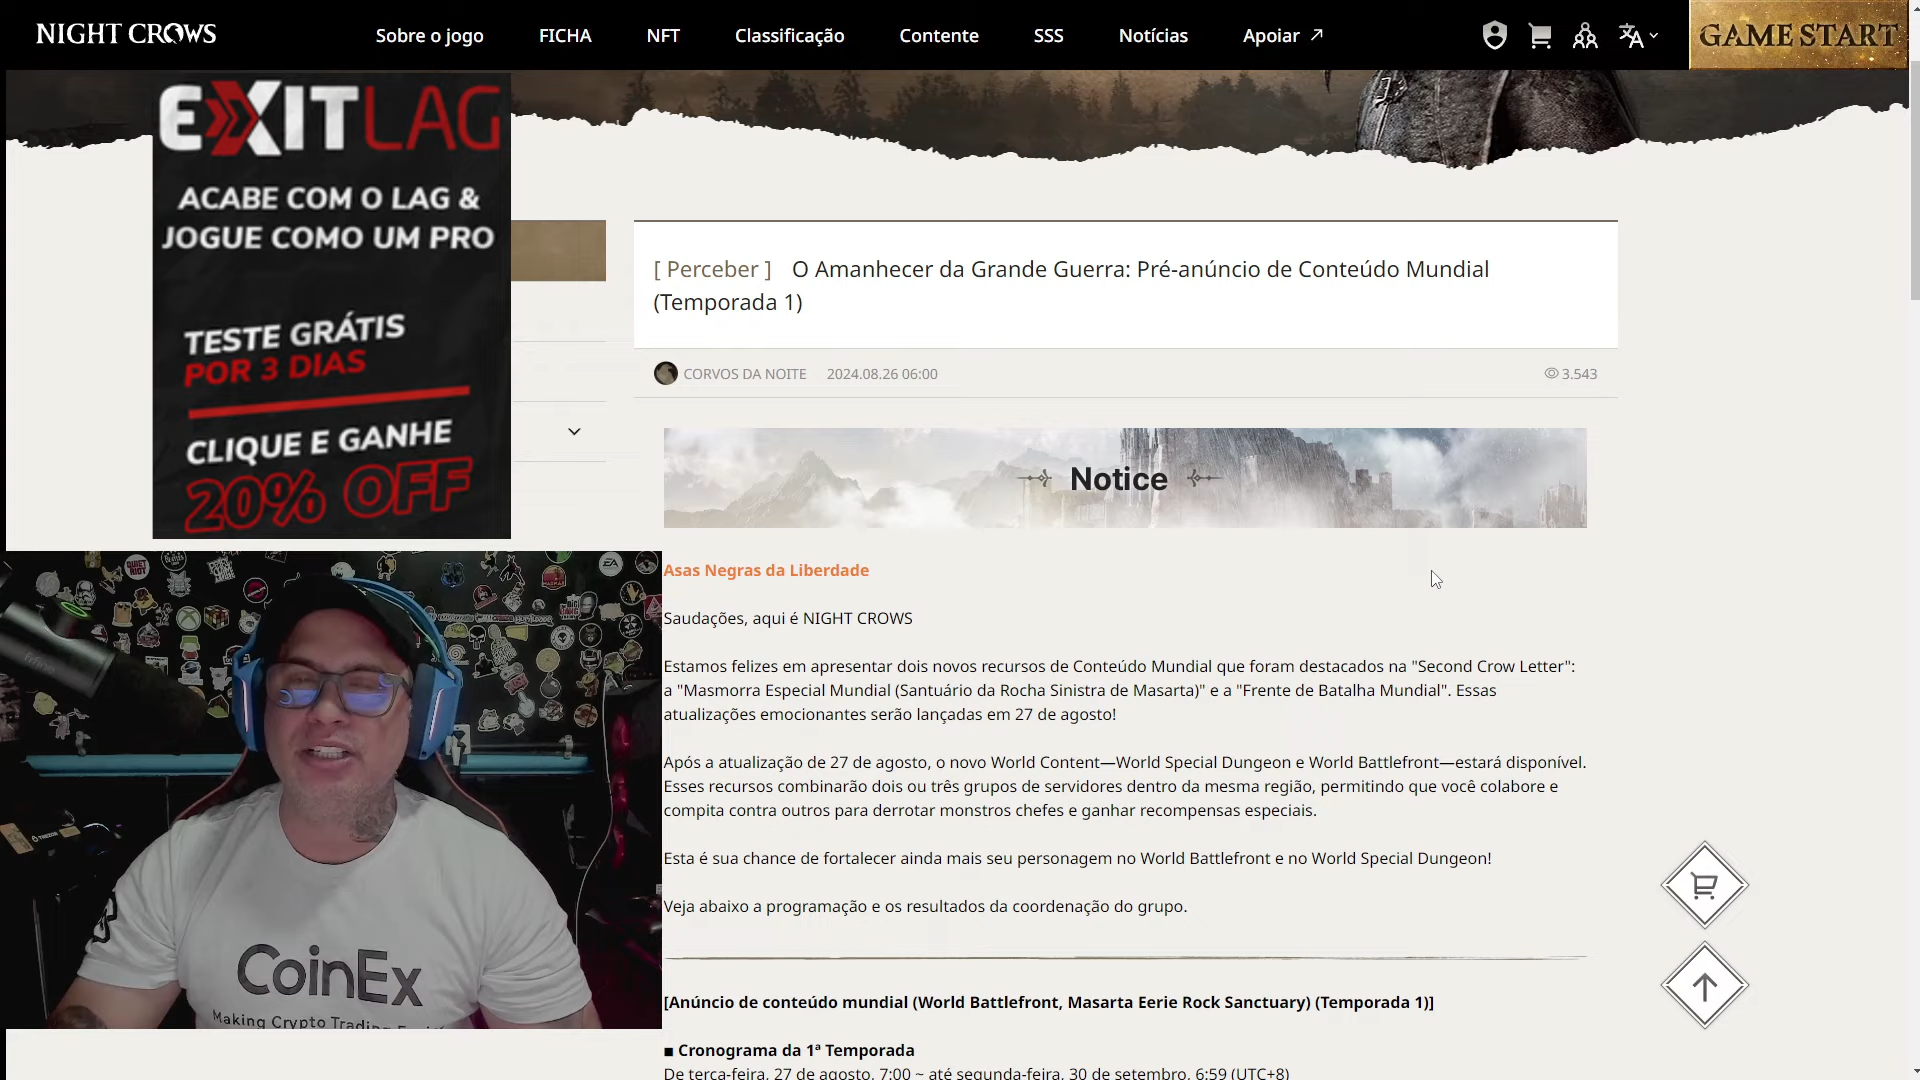 NIGHT CROWS
Sobre o jogo
FICHA
NFT
Classificação
Contente
SSS
Notícias
Apoiar
GAME START
EXITLAG
ACABE COM O LAG &
JOGUE COMO UM PRO
TESTE GRÁTIS
POR 3 DIAS
CLIQUE E GANHE
20% OFF
[ Perceber ] O Amanhecer da Grande Guerra: Pré-anúncio de Conteúdo Mundial
(Temporada 1)
CORVOS DA NOITE 2024.08.26 06:00
3.543
Notice
Asas Negras da Liberdade
Saudações, aqui é NIGHT CROWS
Estamos felizes em apresentar dois novos recursos de Conteúdo Mundial que foram destacados na "Second Crow Letter":
a "Masmorra Especial Mundial (Santuário da Rocha Sinistra de Masarta)" e a "Frente de Batalha Mundial". Essas
atualizações emocionantes serão lançadas em 27 de agosto!
Após a atualização de 27 de agosto, o novo World Content—World Special Dungeon e World Battlefront—estará disponível.
Esses recursos combinarão dois ou três grupos de servidores dentro da mesma região, permitindo que você colabore e
compita contra outros para derrotar monstros chefes e ganhar recompensas especiais.
Esta é sua chance de fortalecer ainda mais seu personagem no World Battlefront e no World Special Dungeon!
Veja abaixo a programação e os resultados da coordenação do grupo.
[Anúncio de conteúdo mundial (World Battlefront, Masarta Eerie Rock Sanctuary) (Temporada 1)]
■ Cronograma da 1ª Temporada
De terça-feira, 27 de agosto, 7:00 ~ até segunda-feira, 30 de setembro, 6:59 (UTC+8)
QUIET RIOT
EA
TREZOR
CoinEx
Making Crypto Trading